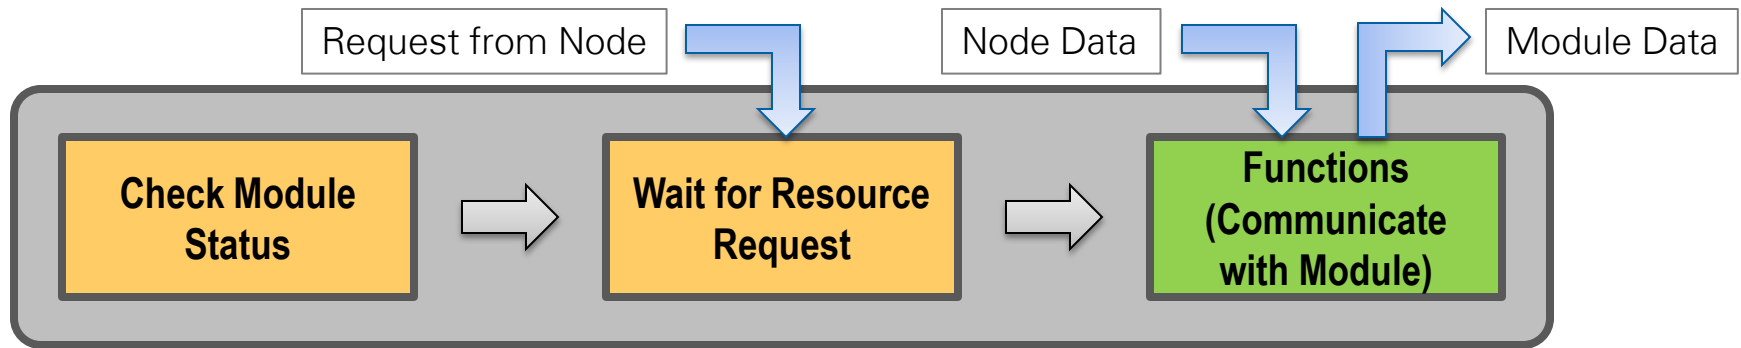 Request from Node
Node Data
Module Data
Check Module
Status
Wait for Resource
Request
Functions
(Communicate
with Module)